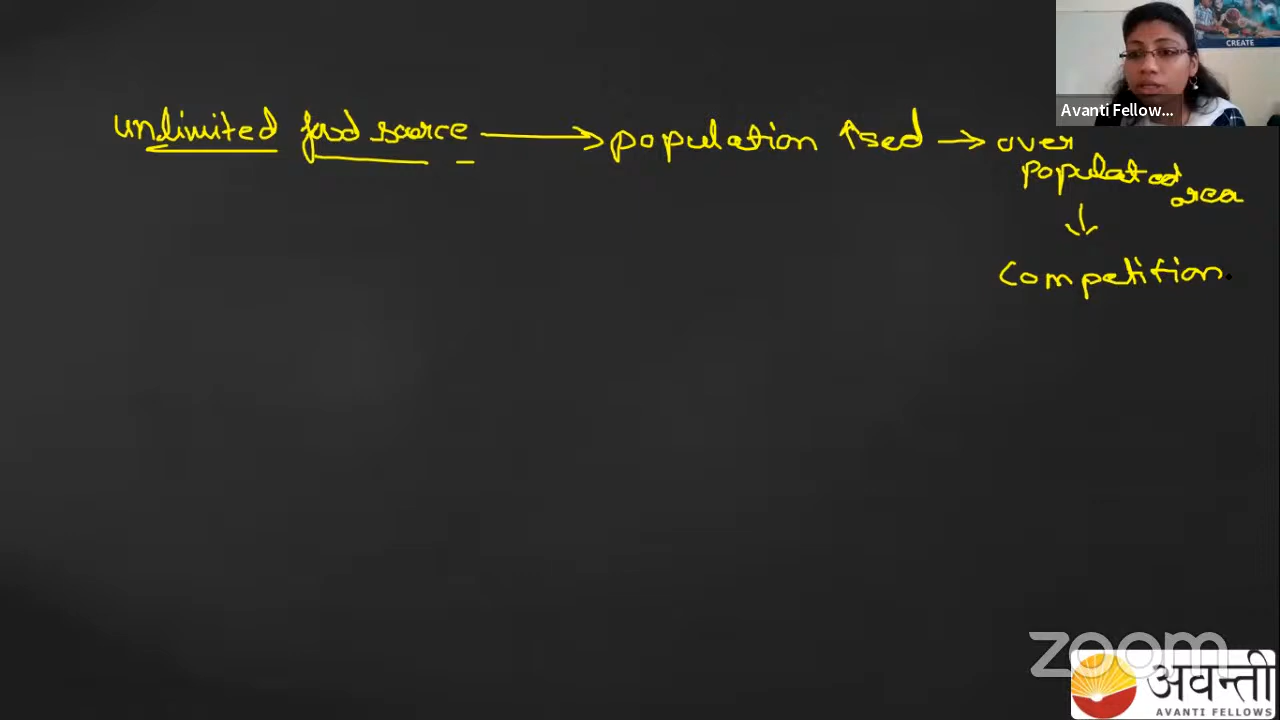 CREATE
Avanti Fellow...
unlimited food source → population ↑sed → over
populated
area
↓
Competition
zoom
अवन्ती
AVANTI FELLOWS